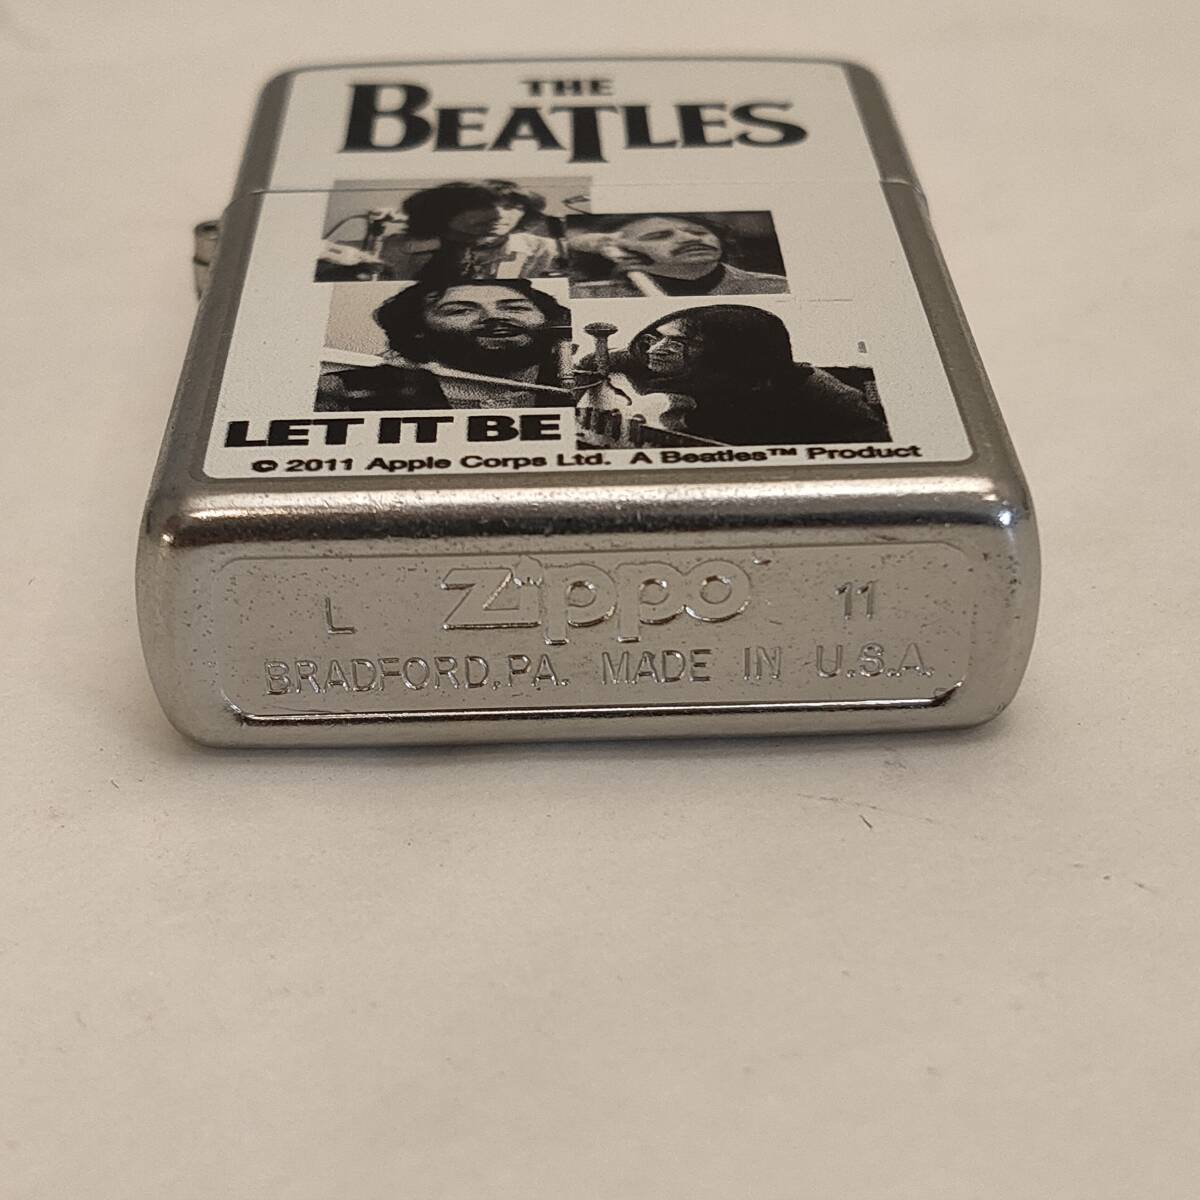 THE
BEATLES
LET IT BE
© 2011 Apple Corps Ltd. A Beatles™ Product
L Zippo 11
BRADFORD, PA. MADE IN U.S.A.